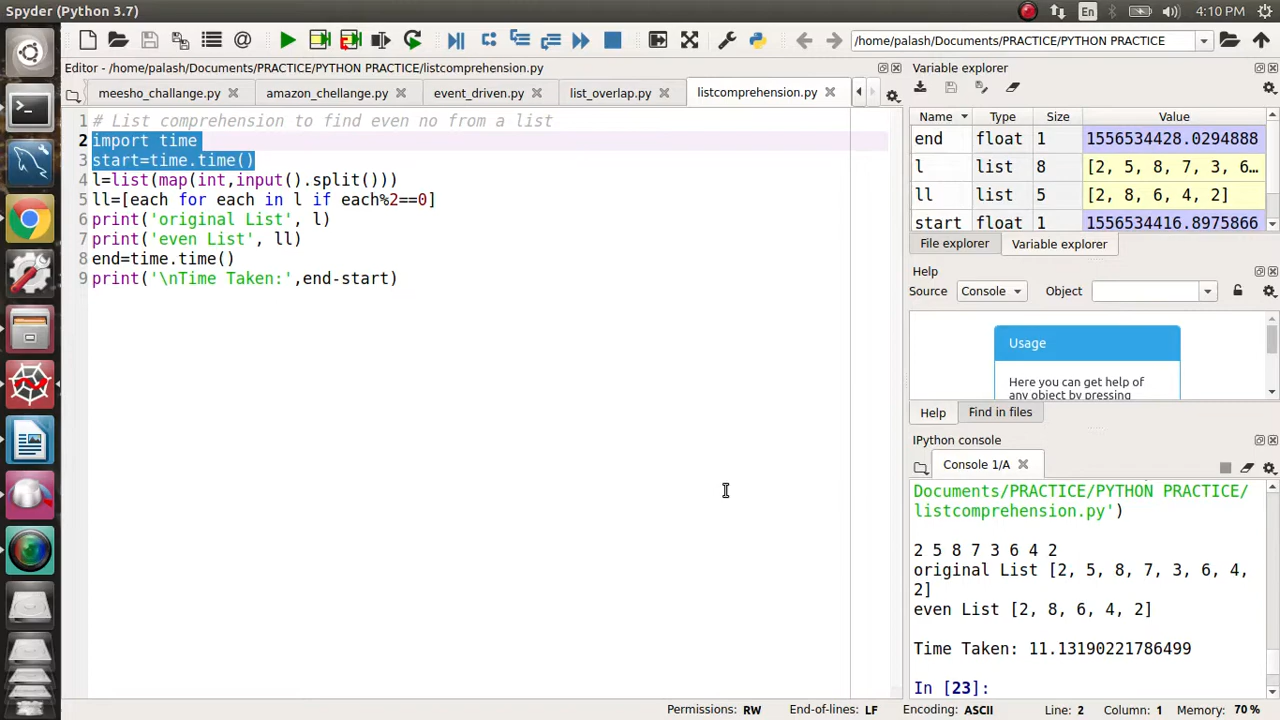 Spyder (Python 3.7)
En
4:10 PM
/home/palash/Documents/PRACTICE/PYTHON PRACTICE
Editor - /home/palash/Documents/PRACTICE/PYTHON PRACTICE/listcomprehension.py
meesho_challange.py
amazon_chellange.py
event_driven.py
list_overlap.py
listcomprehension.py
1 # List comprehension to find even no from a list
2 import time
3 start=time.time()
4 l=list(map(int,input().split()))
5 ll=[each for each in l if each%2==0]
6 print('original List', l)
7 print('even List', ll)
8 end=time.time()
9 print('\nTime Taken:',end-start)
Variable explorer
Name Type Size Value
end float 1 1556534428.0294888
l list 8 [2, 5, 8, 7, 3, 6…
ll list 5 [2, 8, 6, 4, 2]
start float 1 1556534416.8975866
File explorer Variable explorer
Help
Source Console Object
Usage
Here you can get help of
any object by pressing
Help Find in files
IPython console
Console 1/A
Documents/PRACTICE/PYTHON PRACTICE/
listcomprehension.py')
2 5 8 7 3 6 4 2
original List [2, 5, 8, 7, 3, 6, 4,
2]
even List [2, 8, 6, 4, 2]
Time Taken: 11.13190221786499
In [23]:
Permissions: RW End-of-lines: LF Encoding: ASCII Line: 2 Column: 1 Memory: 70 %